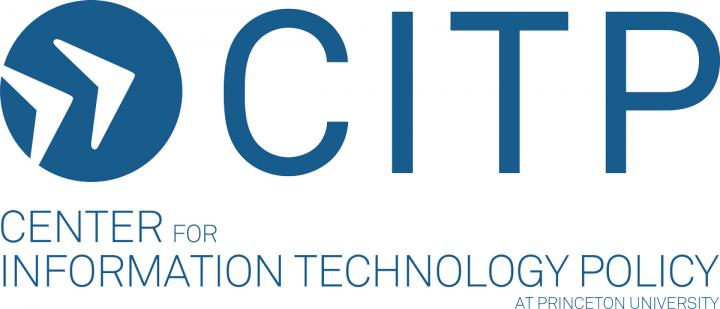 CITP
CENTER FOR
INFORMATION TECHNOLOGY POLICY
AT PRINCETON UNIVERSITY